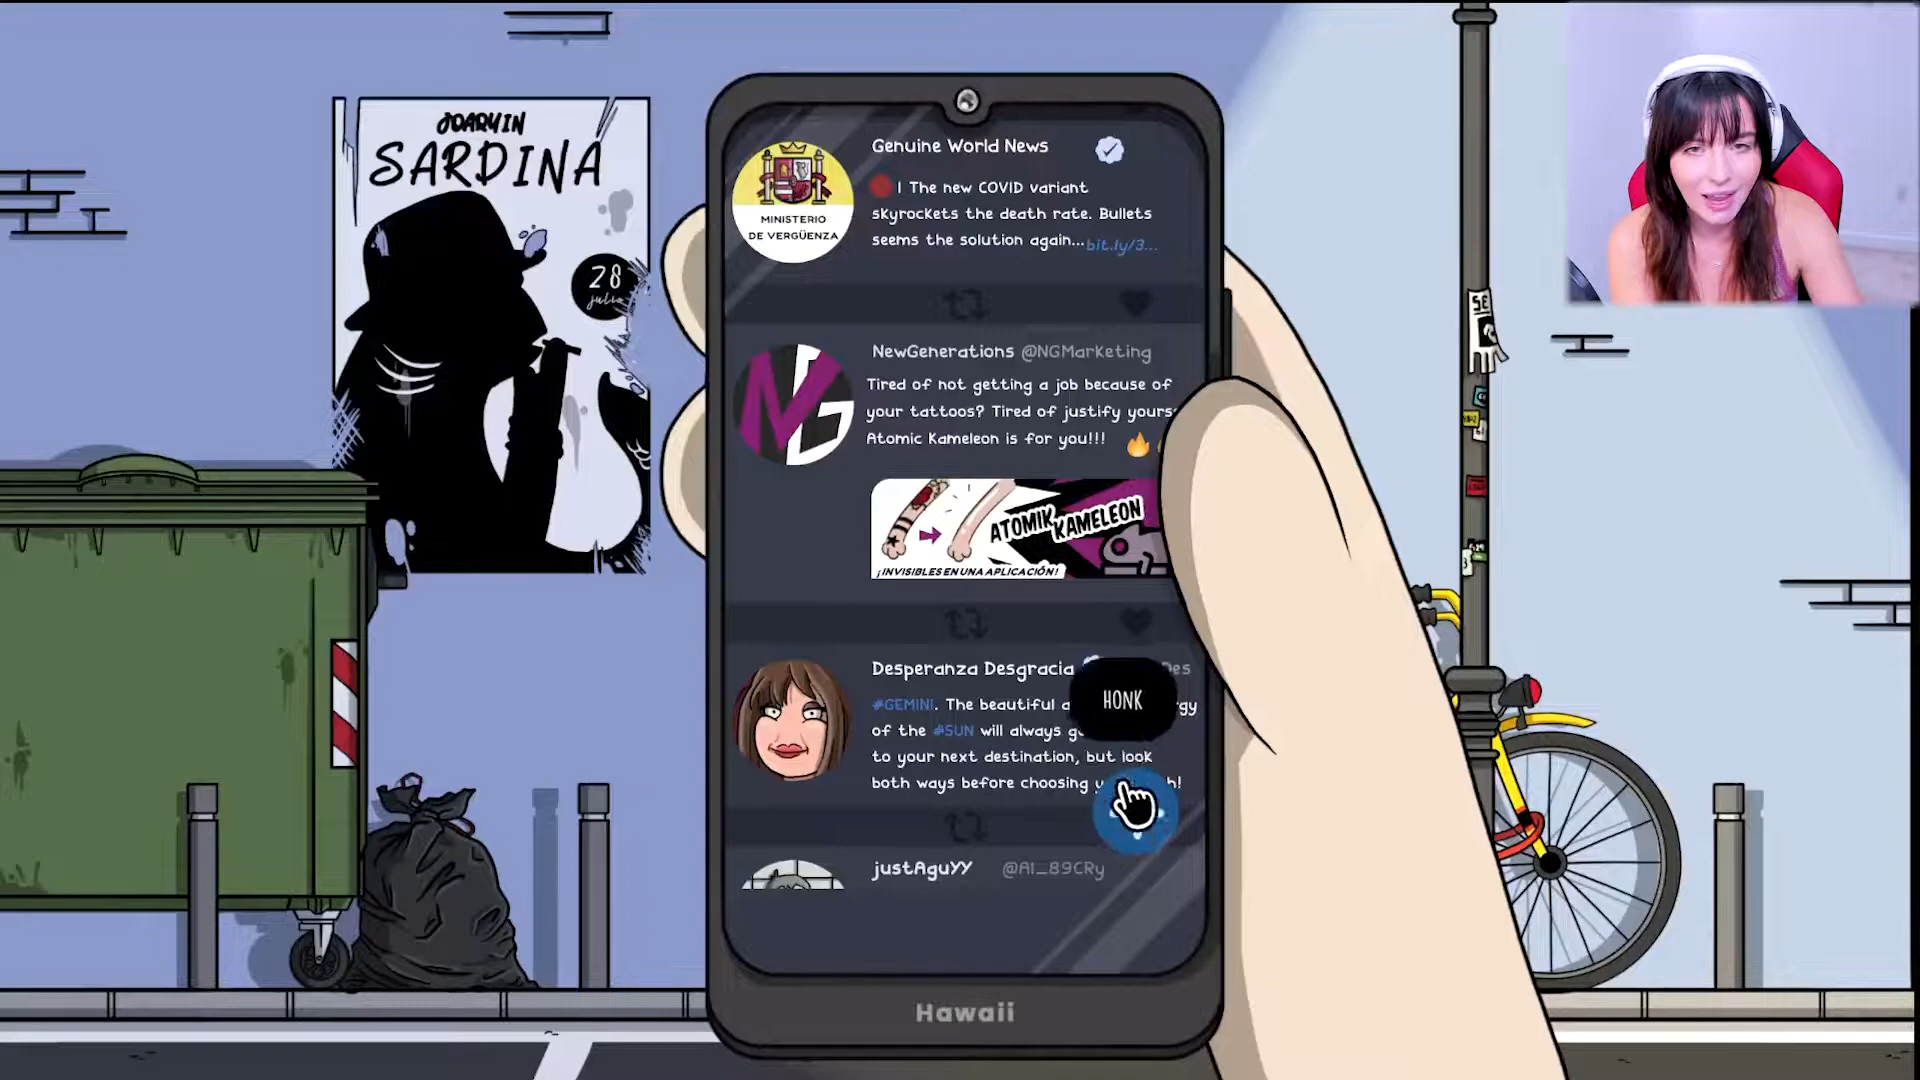 JOAQUIN
SARDINA
28
julio
Genuine World News
MINISTERIO
DE VERGÜENZA
| The new COVID variant
skyrockets the death rate. Bullets
seems the solution again... bit.ly/3...
NewGenerations @NGMarketing
NG
Tired of not getting a job because of
your tattoos? Tired of justify yours
Atomic Kameleon is for you!!!
ATOMIK KAMELEON
¡INVISIBLES EN UNA APLICACIÓN!
Desperanza Desgracia
#GEMINI. The beautiful
of the #SUN will always
to your next destination, but look
both ways before choosing
HONK
justAguYY @A1_89CRy
Hawaii
SE